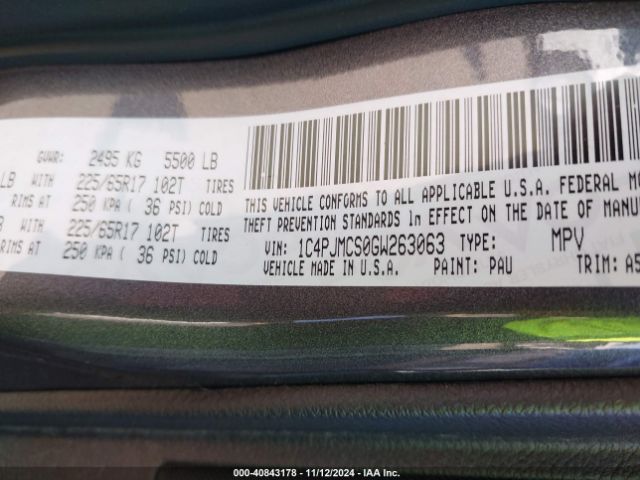 GVWR: 2495 KG 5500 LB
LB WITH 225/65R17 102T TIRES
RIMS AT 250 KPA ( 36 PSI) COLD
B WITH 225/65R17 102T TIRES
RIMS AT 250 KPA ( 36 PSI) COLD
THIS VEHICLE CONFORMS TO ALL APPLICABLE U.S.A. FEDERAL MO
THEFT PREVENTION STANDARDS in EFFECT ON THE DATE OF MANU
VIN: 1C4PJMCS0GW263063 TYPE: MPV
VEHICLE MADE IN U.S.A. PAINT: PAU TRIM: A5
000-40843178 - 11/12/2024 - IAA Inc.